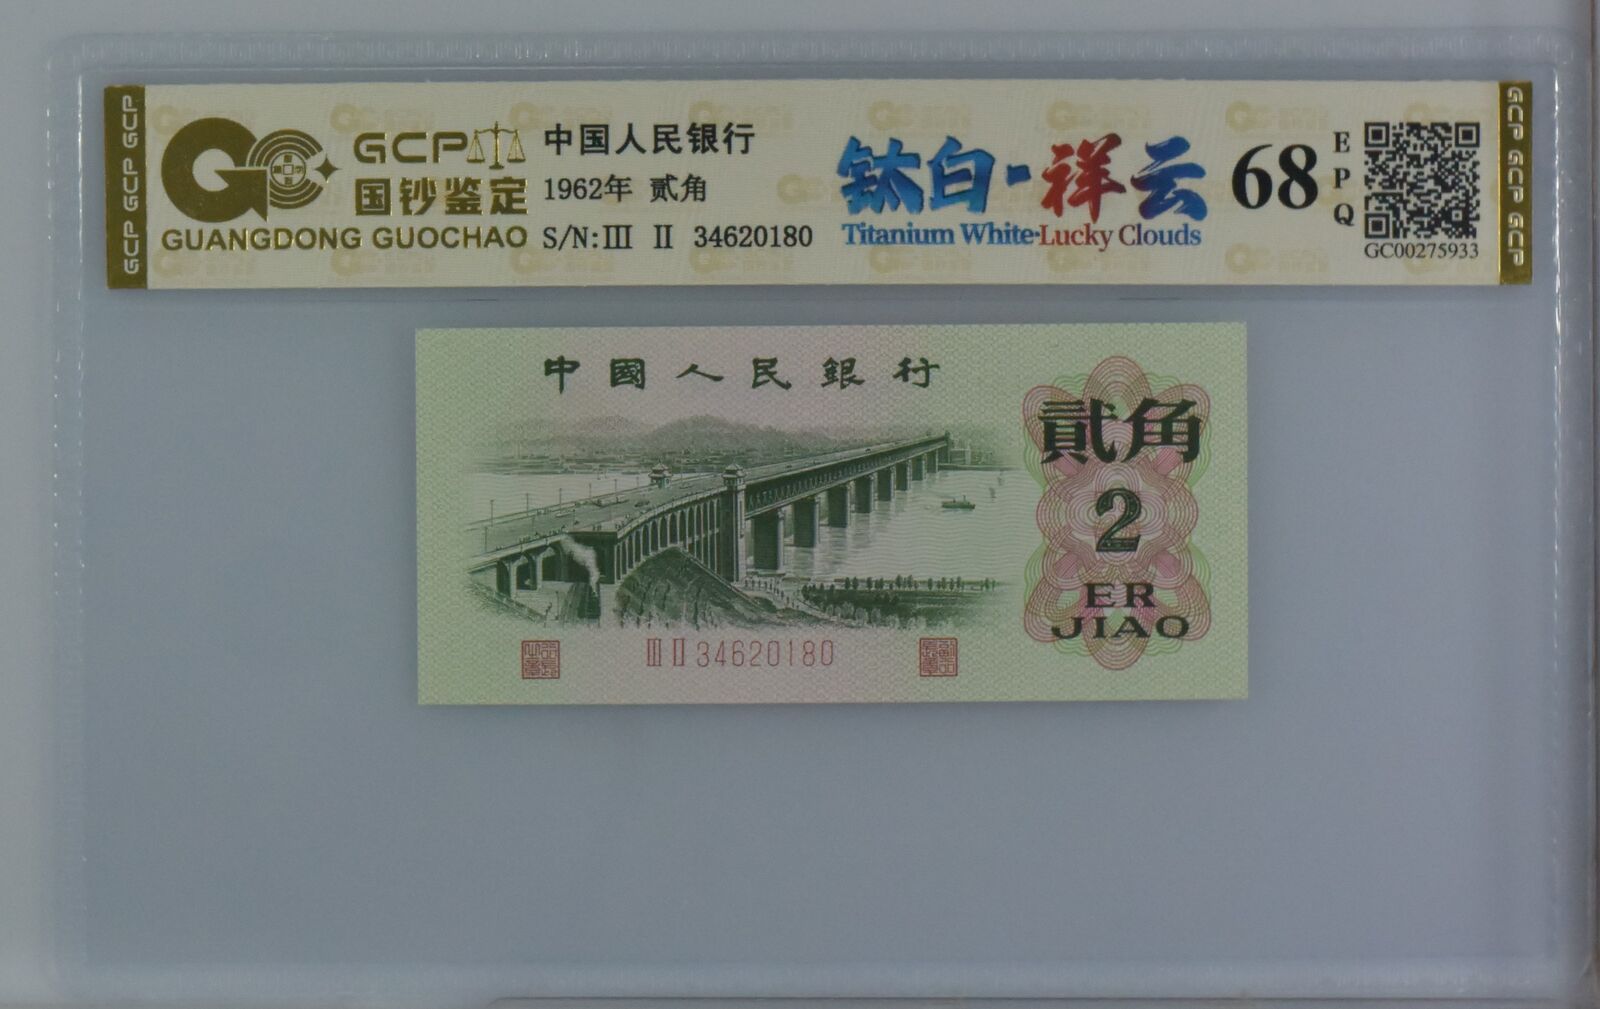 GCP GCP GCP
GCP
国钞鉴定
GUANGDONG GUOCHAO
中国人民银行
1962年 贰角
S/N:III II 34620180
钛白·祥云
Titanium White·Lucky Clouds
68
EPQ
GC00275933
GCP GCP GCP
中國人民銀行
貳角
2
ER
JIAO
III II 34620180